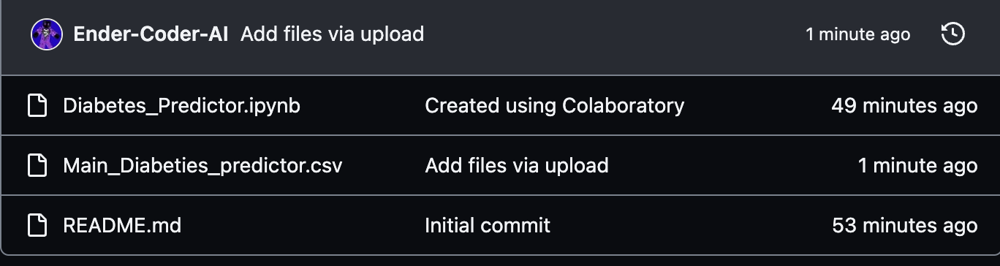 Ender-Coder-AI Add files via upload 1 minute ago
Diabetes_Predictor.ipynb Created using Colaboratory 49 minutes ago
Main_Diabeties_predictor.csv Add files via upload 1 minute ago
README.md Initial commit 53 minutes ago